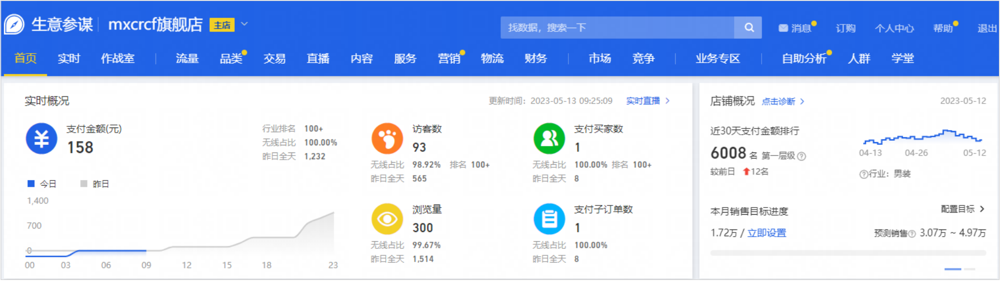 生意参谋 mxcrcf旗舰店 主店
找数据，搜索一下
消息 订购 个人中心 帮助 退出
首页 实时 作战室 流量 品类 交易 直播 内容 服务 营销 物流 财务 市场 竞争 业务专区 自助分析 人群 学堂
实时概况 更新时间：2023-05-13 09:25:09 实时直播 >
支付金额(元)
158
行业排名 100+
无线占比 100.00%
昨日全天 1,232
今日 昨日
1,400
700
0
00 03 06 09 12 15 18 23
访客数
93
无线占比 98.92% 排名 100+
昨日全天 565
支付买家数
1
无线占比 100.00% 排名 100+
昨日全天 8
浏览量
300
无线占比 99.67%
昨日全天 1,514
支付子订单数
1
无线占比 100.00%
昨日全天 8
店铺概况 点击诊断 > 2023-05-12
近30天支付金额排行
6008 名 第一层级 ?
较前日 12名
04-13 04-26 05-12
?行业：男装
本月销售目标进度 配置目标 >
1.72万 / 立即设置 预测销售? 3.07万 ~ 4.97万